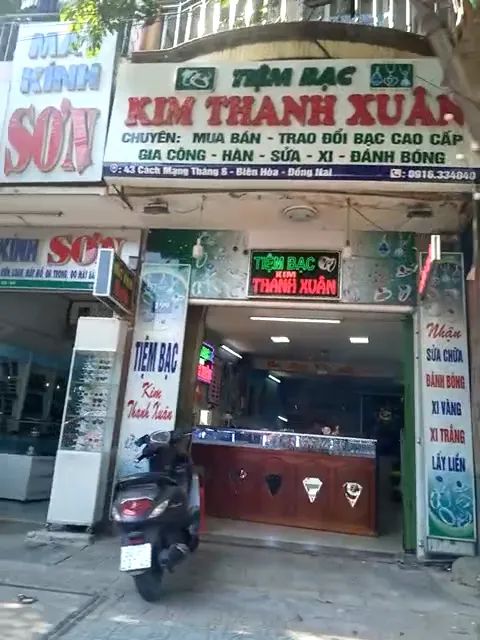 MẮT
KÍNH
SƠN
TIỆM BẠC
KIM THANH XUÂN
CHUYÊN: MUA BÁN - TRAO ĐỔI BẠC CAO CẤP
GIA CÔNG - HÀN - SỬA - XI - ĐÁNH BÓNG
: 43 Cách Mạng Tháng 8 - Biên Hòa - Đồng Nai
: 0916.334040
KÍNH SƠN
TIỆM BẠC
KIM
THANH XUÂN
TIỆM BẠC
Kim
Thanh Xuân
Nhận
SỬA CHỮA
ĐÁNH BÓNG
XI VÀNG
XI TRẮNG
LẤY LIỀN